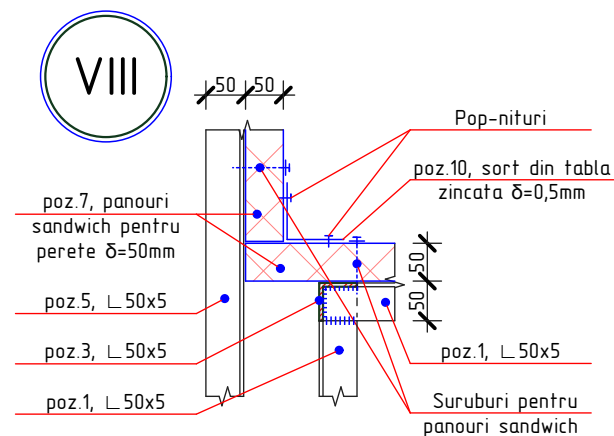 VIII
50 50
Pop-nituri
poz.10, sort din tabla
zincata δ=0,5mm
poz.7, panouri
sandwich pentru
perete δ=50mm
50
50
poz.5, ∟50x5
poz.3, ∟50x5
poz.1, ∟50x5
poz.1, ∟50x5
Suruburi pentru
panouri sandwich